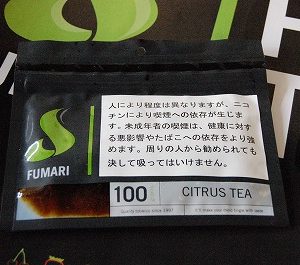 人により程度は異なりますが、ニコ
チンにより喫煙への依存が生じま
す。未成年者の喫煙は、健康に対す
る悪影響やたばこへの依存をより強
めます。周りの人から勧められても
決して吸ってはいけません。
FUMARI
100
CITRUS TEA
Quality tobacco since 1997